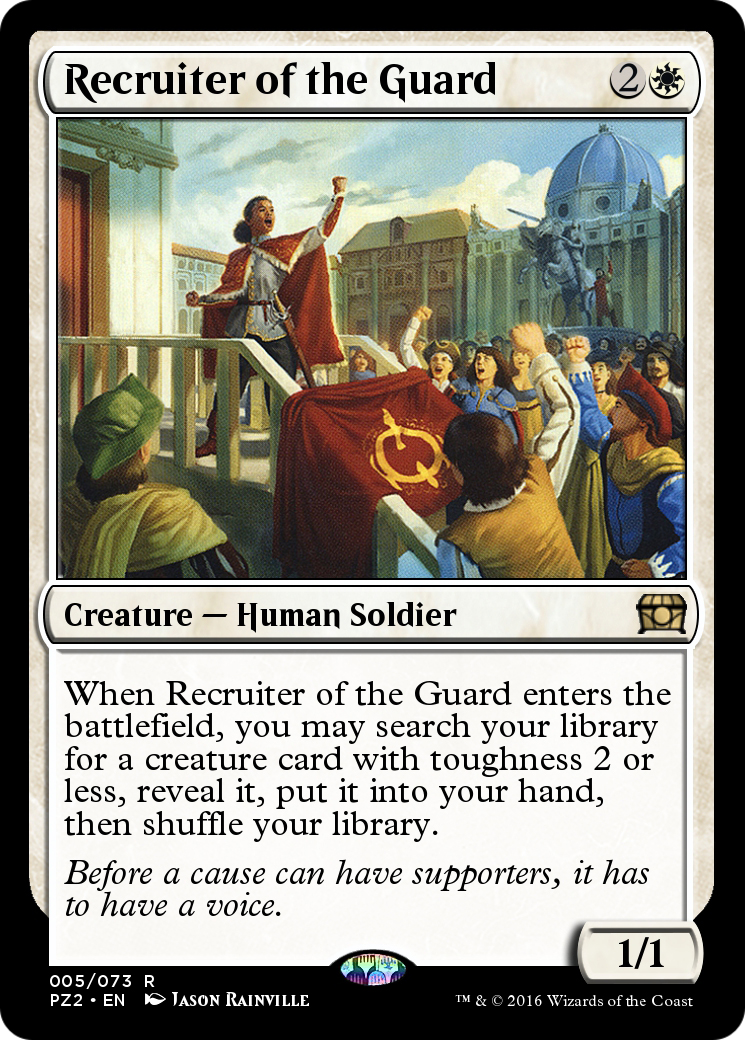 Recruiter of the Guard 2
Creature — Human Soldier
When Recruiter of the Guard enters the
battlefield, you may search your library
for a creature card with toughness 2 or
less, reveal it, put it into your hand,
then shuffle your library.
Before a cause can have supporters, it has
to have a voice.
1/1
005/073 R
PZ2 • EN Jason Rainville
™ & © 2016 Wizards of the Coast